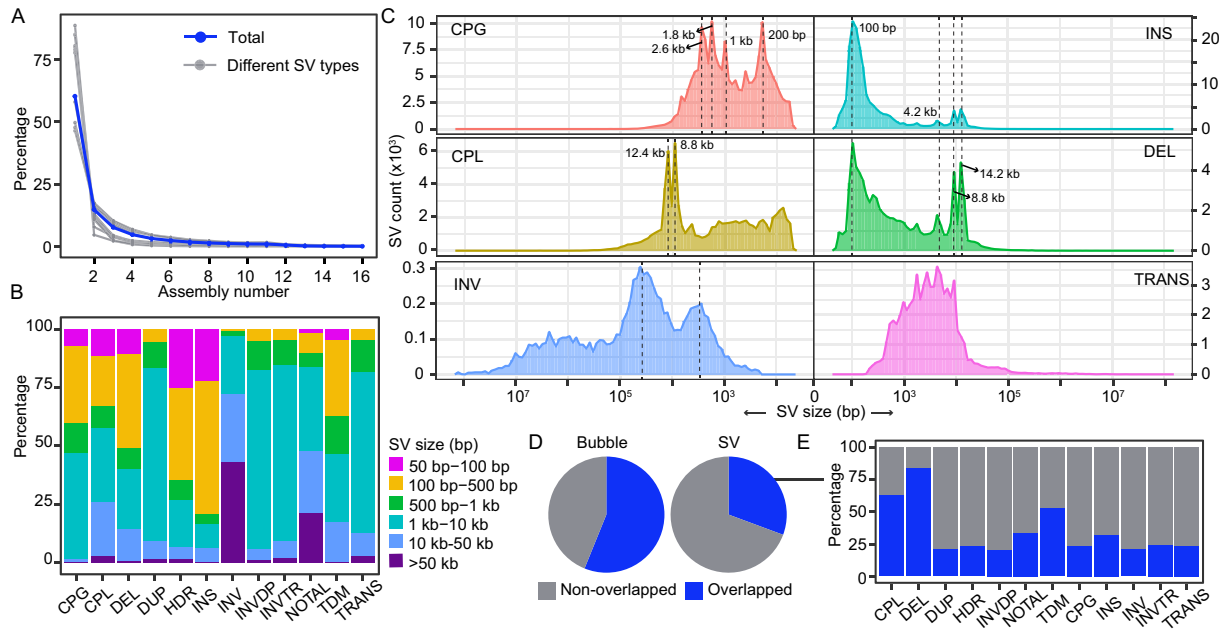 A
Percentage
75
50
25
0
Total
Different SV types
2 4 6 8 10 12 14 16
Assembly number
B
Percentage
100
75
50
25
0
CPG CPL DEL DUP HDR INS INV INVDP INVTR NOTAL TDM TRANS
SV size (bp)
50 bp−100 bp
100 bp−500 bp
500 bp−1 kb
1 kb−10 kb
10 kb-50 kb
>50 kb
C
SV count (x10³)
CPG
10
7.5
5
2.5
0
1.8 kb
2.6 kb
1 kb
200 bp
INS
100 bp
4.2 kb
20
10
0
CPL
6
4
2
0
12.4 kb
8.8 kb
DEL
14.2 kb
8.8 kb
4
2
0
INV
0.3
0.2
0.1
0
TRANS
3
2
1
0
10⁷ 10⁵ 10³ 0 10³ 10⁵ 10⁷
← SV size (bp) →
D
Bubble
SV
Non-overlapped
Overlapped
E
Percentage
100
75
50
25
0
CPL DEL DUP HDR INVDP NOTAL TDM CPG INS INV INVTR TRANS